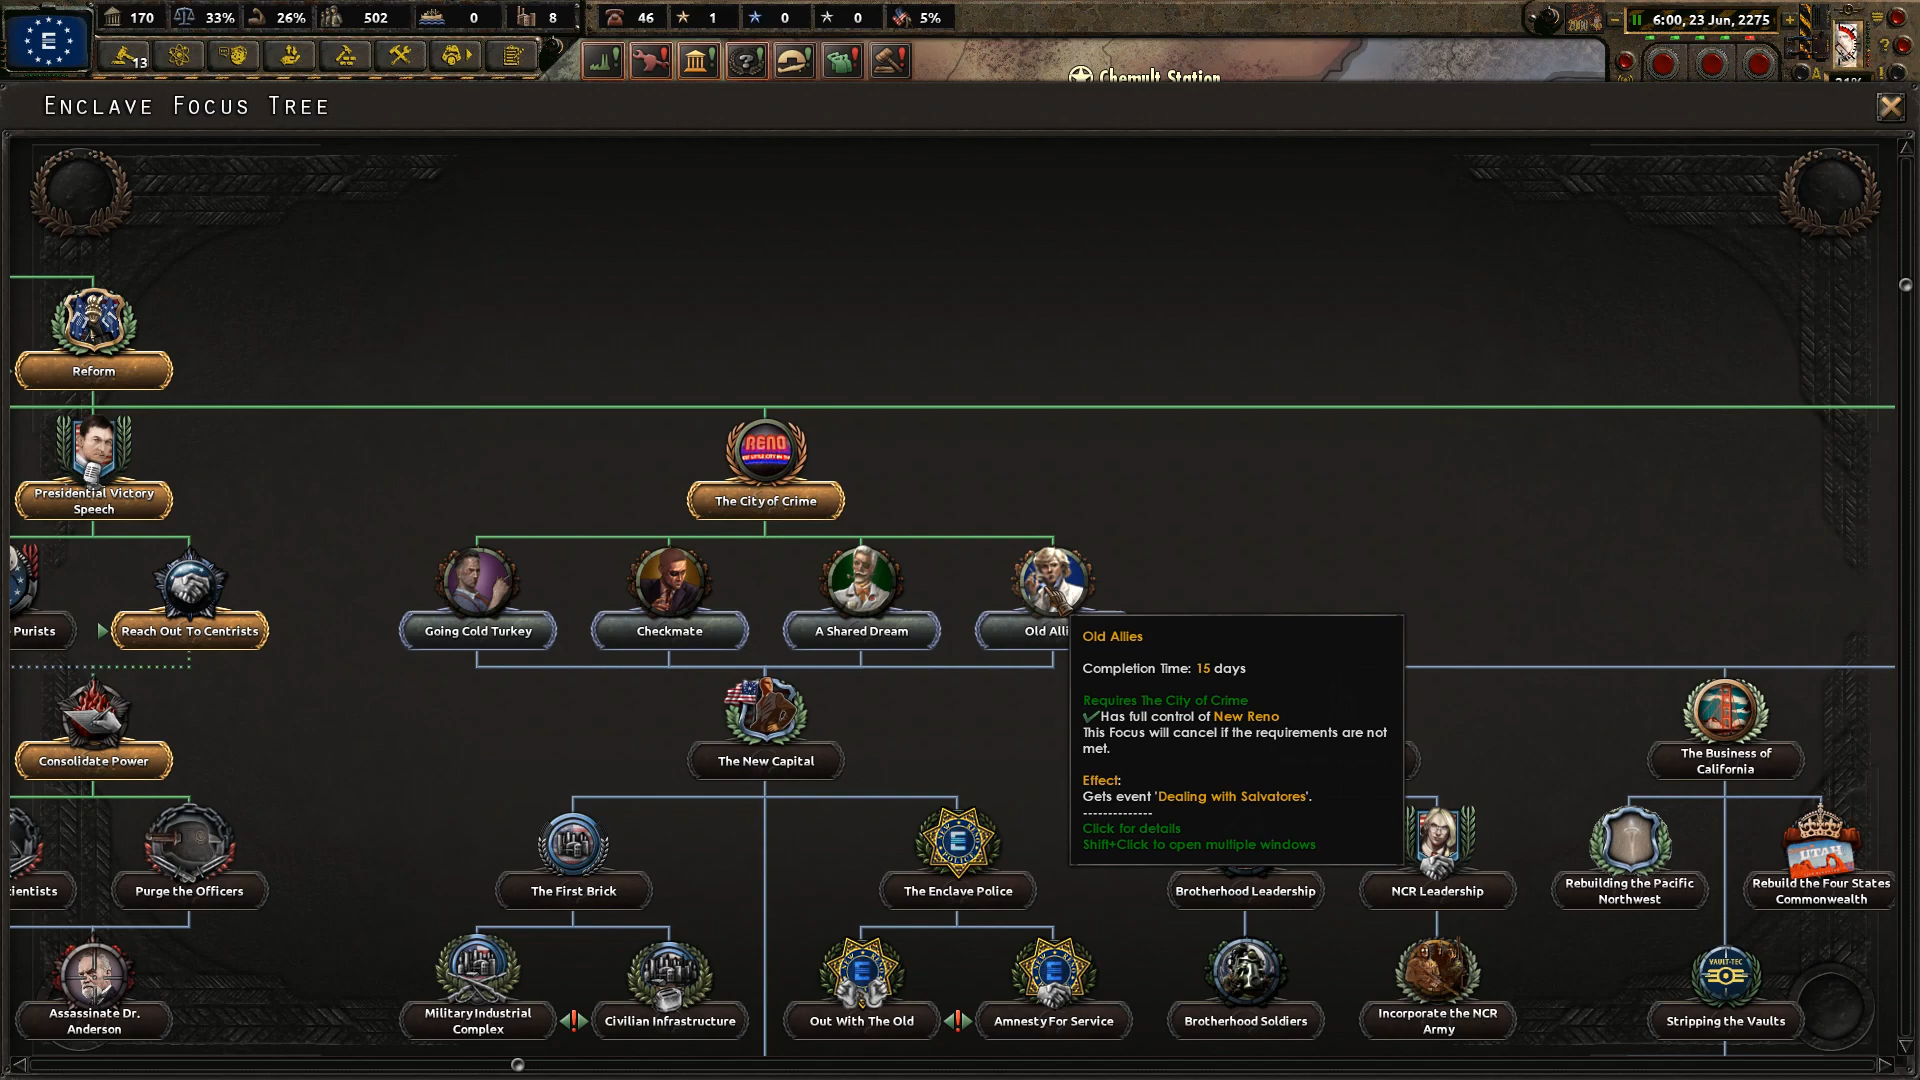 E
170
33%
26%
502
0
8
46
1
0
0
5%
6:00, 23 Jun, 2275
13
Chemult Station
ENCLAVE FOCUS TREE
Reform
RENO
Presidential Victory
Speech
The City of Crime
Purists
Reach Out To Centrists
Going Cold Turkey
Checkmate
A Shared Dream
Old Alli
Old Allies
Completion Time: 15 days
Requires The City of Crime
Has full control of New Reno
This Focus will cancel if the requirements are not
met.
Effect:
Gets event 'Dealing with Salvatores'.
--------------
Click for details
Shift+Click to open multiple windows
Consolidate Power
The New Capital
The Business of
California
cientists
Purge the Officers
The First Brick
The Enclave Police
Brotherhood Leadership
NCR Leadership
Rebuilding the Pacific
Northwest
UTAH
Rebuild the Four States
Commonwealth
Assassinate Dr.
Anderson
Military Industrial
Complex
Civilian Infrastructure
Out With The Old
Amnesty For Service
Brotherhood Soldiers
Incorporate the NCR
Army
VAULT-TEC
Stripping the Vaults